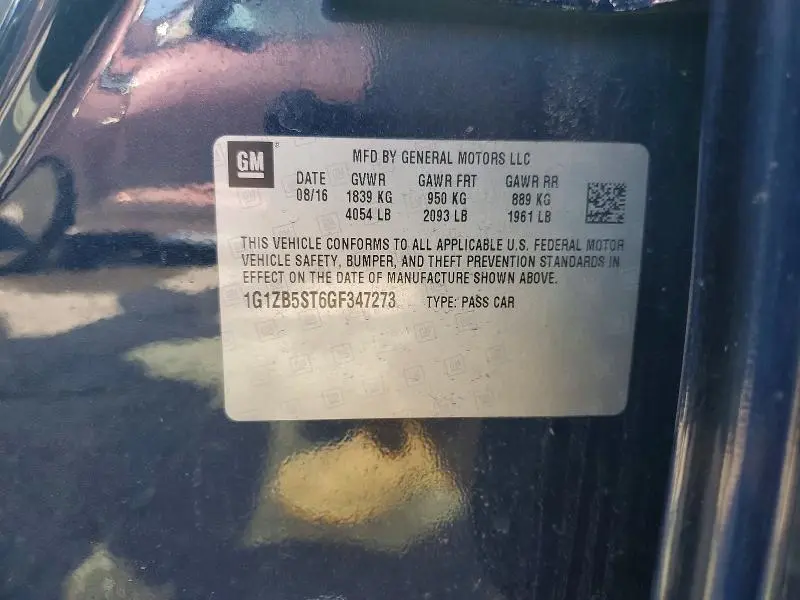 GM
MFD BY GENERAL MOTORS LLC
DATE GVWR GAWR FRT GAWR RR
08/16 1839 KG 950 KG 889 KG
4054 LB 2093 LB 1961 LB
THIS VEHICLE CONFORMS TO ALL APPLICABLE U.S. FEDERAL MOTOR
VEHICLE SAFETY, BUMPER, AND THEFT PREVENTION STANDARDS IN
EFFECT ON THE DATE OF MANUFACTURE SHOWN ABOVE.
1G1ZB5ST6GF347273 TYPE: PASS CAR